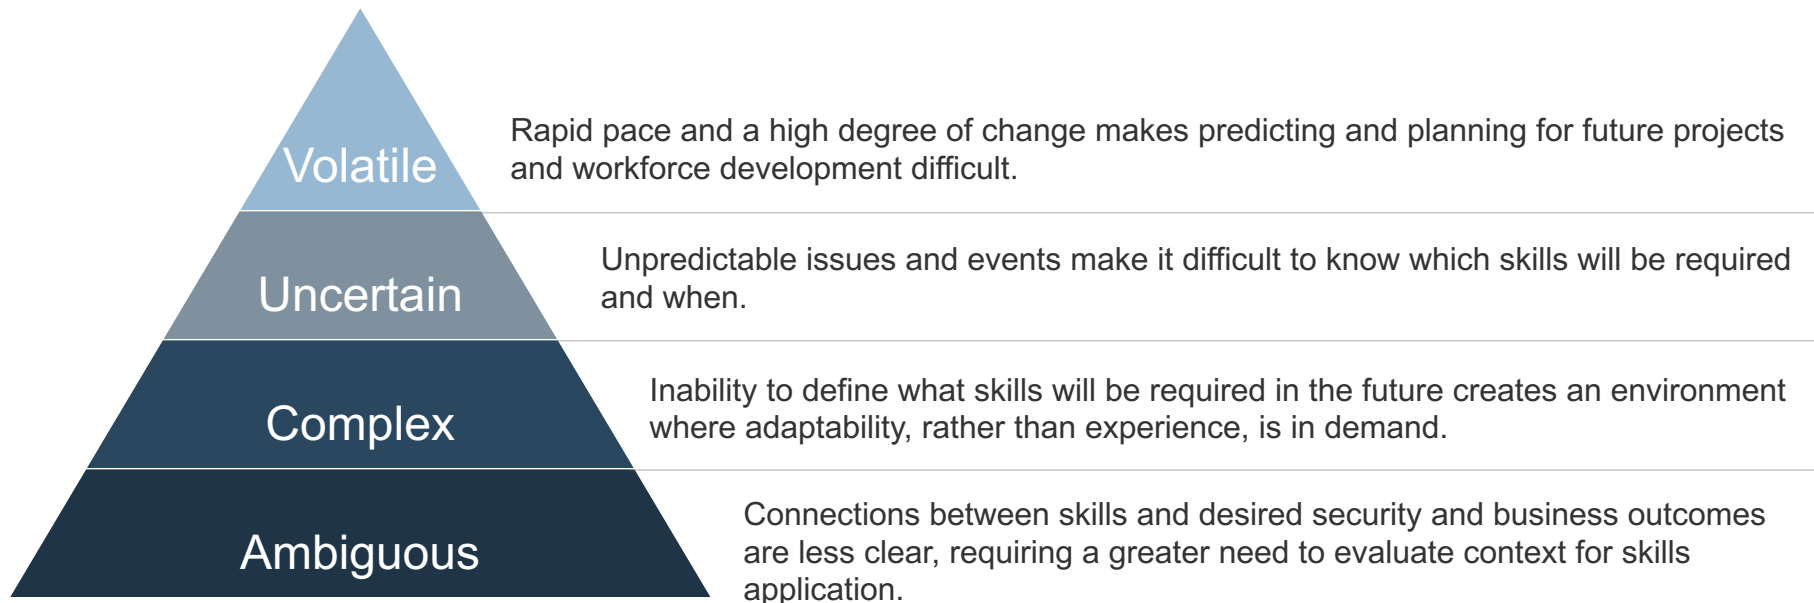 Volatile
Rapid pace and a high degree of change makes predicting and planning for future projects
and workforce development difficult.
Uncertain
Unpredictable issues and events make it difficult to know which skills will be required
and when.
Complex
Inability to define what skills will be required in the future creates an environment
where adaptability, rather than experience, is in demand.
Ambiguous
Connections between skills and desired security and business outcomes
are less clear, requiring a greater need to evaluate context for skills
application.